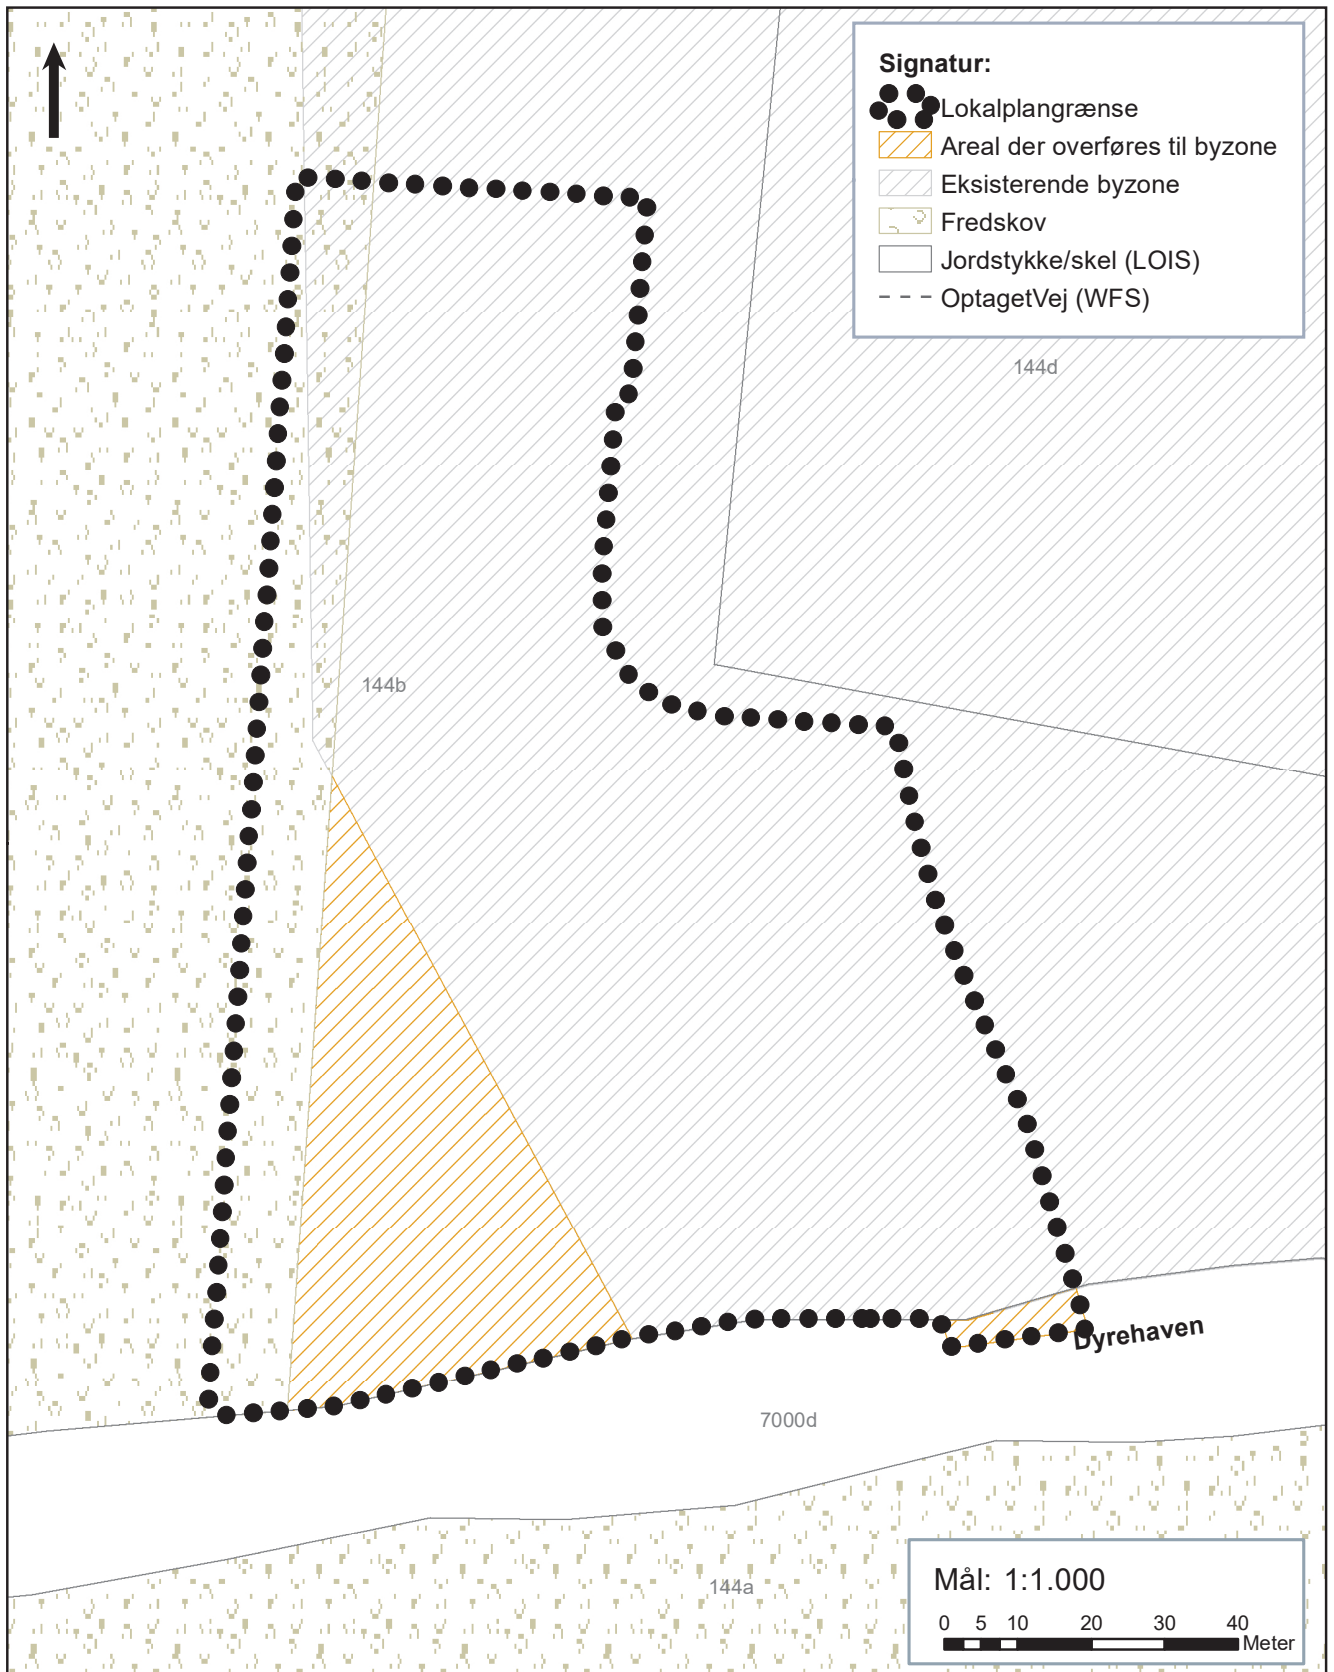 Signatur:
Lokalplangrænse
Areal der overføres til byzone
Eksisterende byzone
Fredskov
Jordstykke/skel (LOIS)
OptagetVej (WFS)
144d
144b
Dyrehaven
7000d
144a
Mål: 1:1.000
0 5 10 20 30 40
Meter